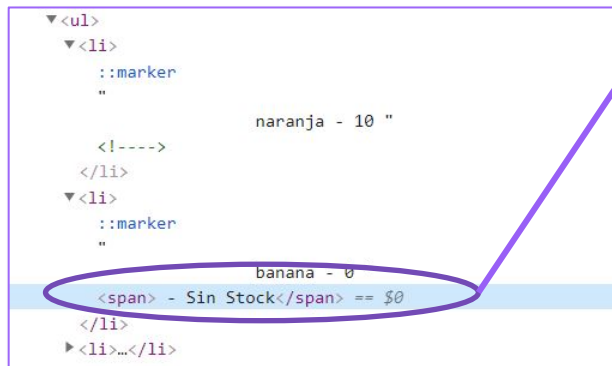 ▼<ul>
▼<li>
::marker
"
naranja - 10 "
<!---->
</li>
▼<li>
::marker
"
banana - 0
<span> - Sin Stock</span> == $0
</li>
▶<li>…</li>